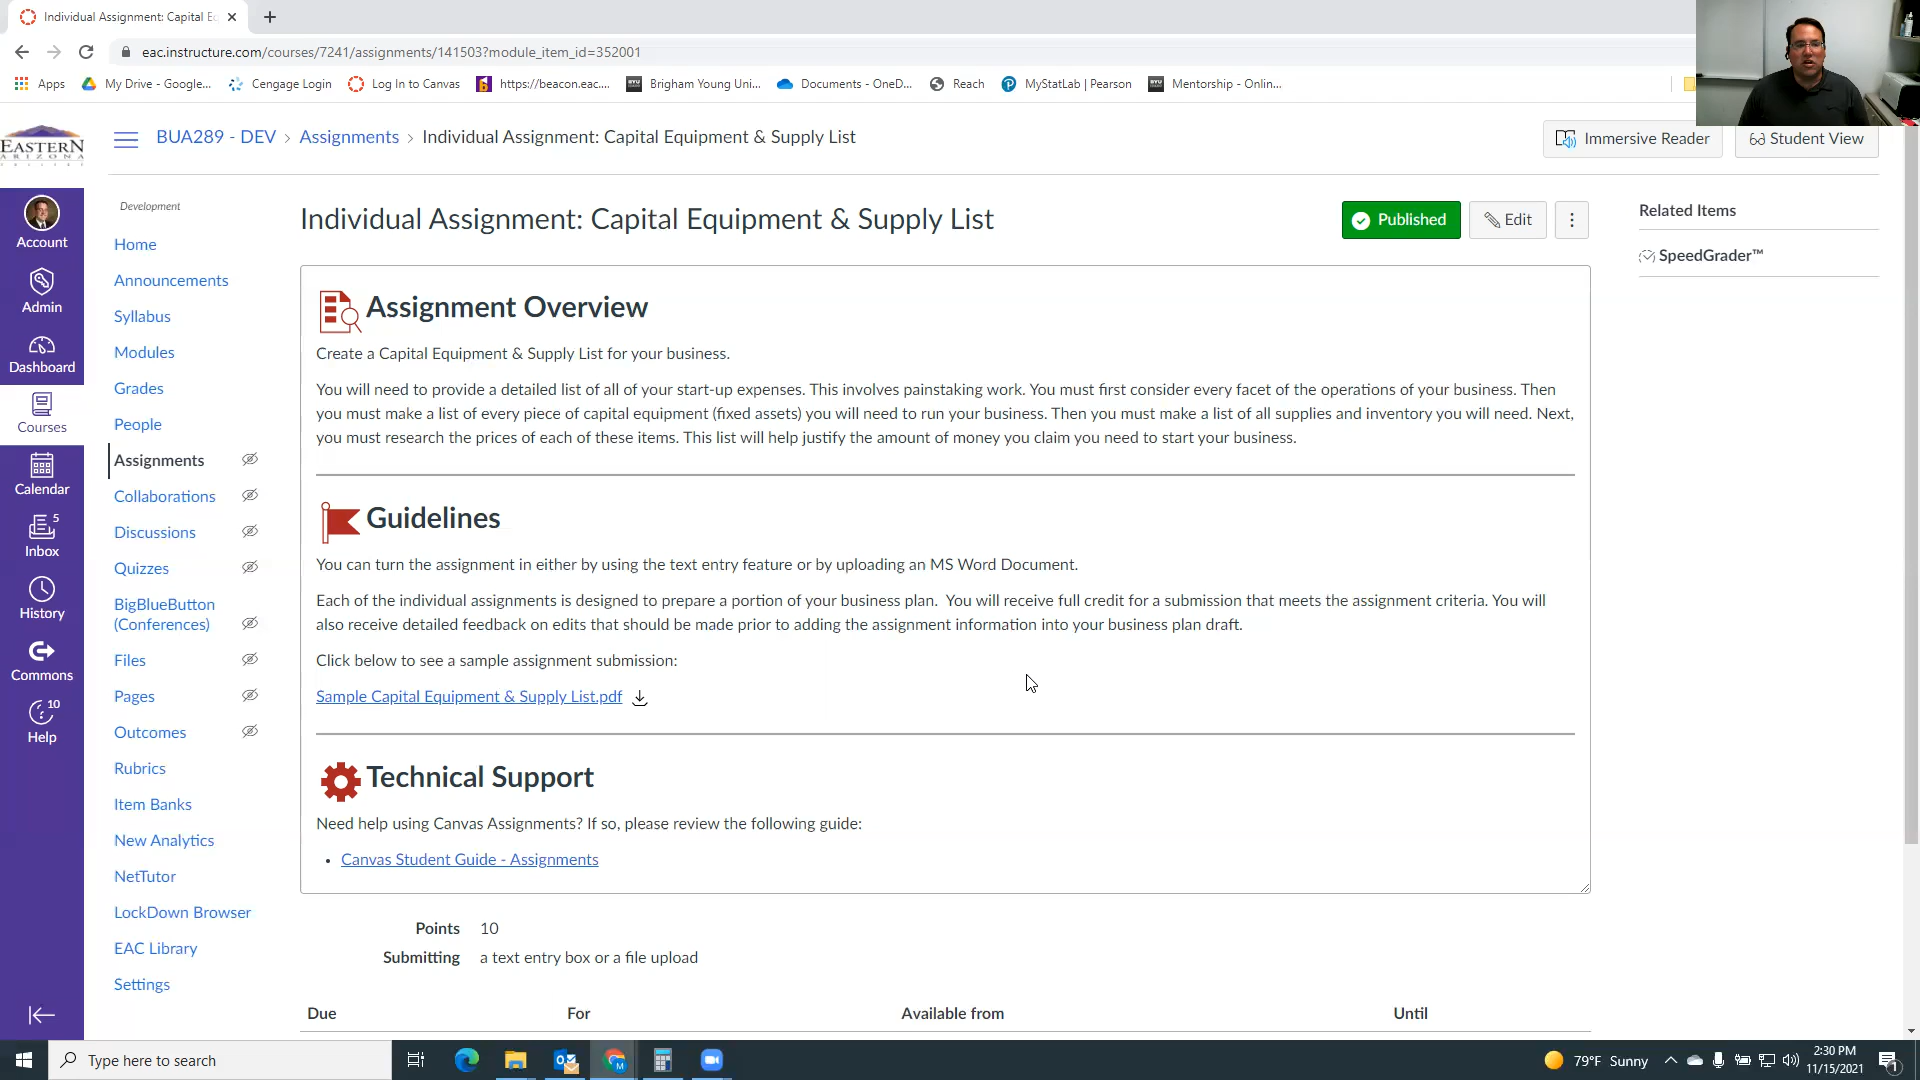 Individual Assignment: Capital Ec
eac.instructure.com/courses/7241/assignments/141503?module_item_id=352001
Apps
My Drive - Google...
Cengage Login
Log In to Canvas
https://beacon.eac....
Brigham Young Uni...
Documents - OneD...
Reach
MyStatLab | Pearson
Mentorship - Onlin...
EASTERN
ARIZONA
BUA289 - DEV › Assignments › Individual Assignment: Capital Equipment & Supply List
Immersive Reader
Student View
Account
Admin
Dashboard
Courses
Calendar
5
Inbox
History
Commons
10
Help
Development
Home
Announcements
Syllabus
Modules
Grades
People
Assignments
Collaborations
Discussions
Quizzes
BigBlueButton
(Conferences)
Files
Pages
Outcomes
Rubrics
Item Banks
New Analytics
NetTutor
LockDown Browser
EAC Library
Settings
Individual Assignment: Capital Equipment & Supply List
Published
Edit
Related Items
SpeedGrader™
Assignment Overview
Create a Capital Equipment & Supply List for your business.
You will need to provide a detailed list of all of your start-up expenses. This involves painstaking work. You must first consider every facet of the operations of your business. Then
you must make a list of every piece of capital equipment (fixed assets) you will need to run your business. Then you must make a list of all supplies and inventory you will need. Next,
you must research the prices of each of these items. This list will help justify the amount of money you claim you need to start your business.
Guidelines
You can turn the assignment in either by using the text entry feature or by uploading an MS Word Document.
Each of the individual assignments is designed to prepare a portion of your business plan.  You will receive full credit for a submission that meets the assignment criteria. You will
also receive detailed feedback on edits that should be made prior to adding the assignment information into your business plan draft.
Click below to see a sample assignment submission:
Sample Capital Equipment & Supply List.pdf
Technical Support
Need help using Canvas Assignments? If so, please review the following guide:
• Canvas Student Guide - Assignments
Points 10
Submitting a text entry box or a file upload
Due For Available from Until
Type here to search
79°F Sunny
2:30 PM
11/15/2021
1